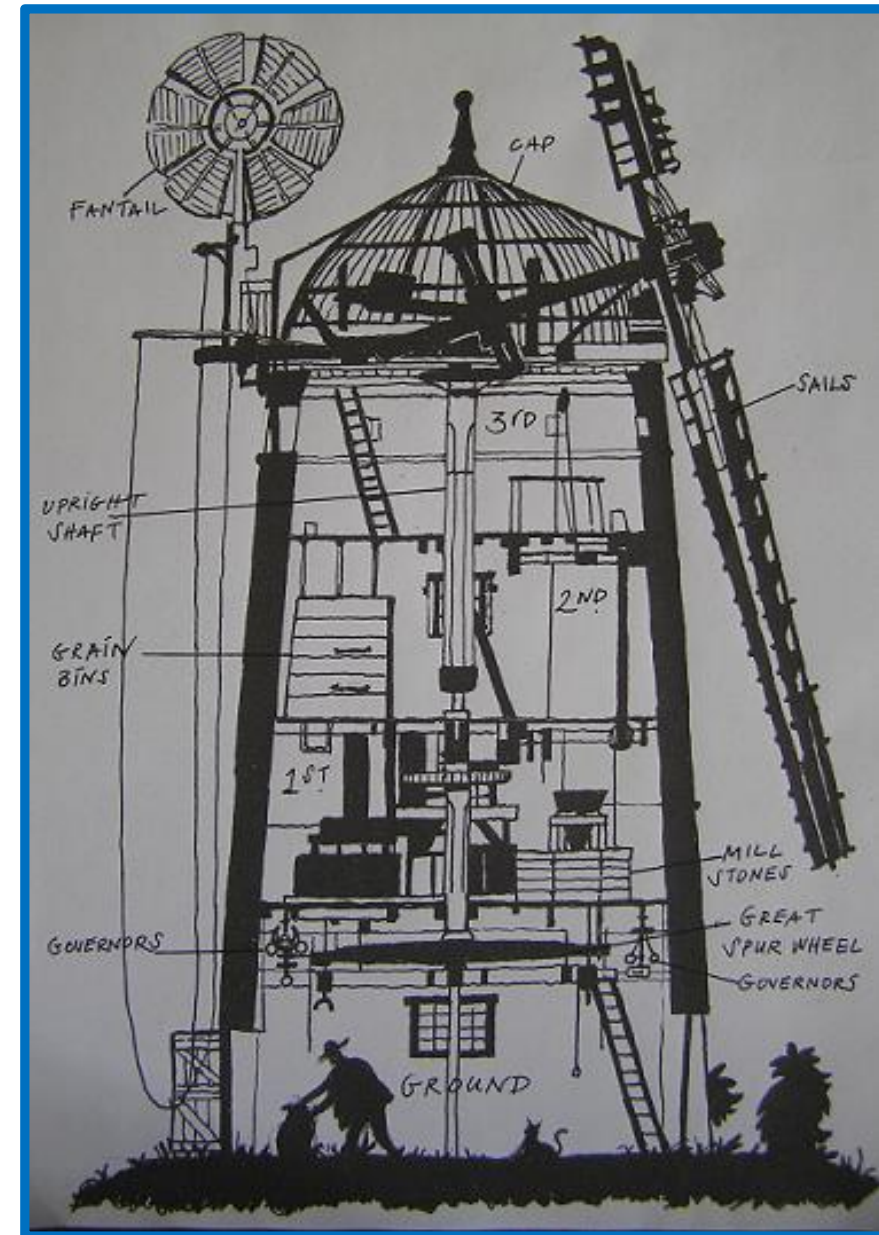 CAP
FANTAIL
SAILS
3RD
UPRIGHT
SHAFT
2ND
GRAIN
BINS
1ST
MILL
STONES
GREAT
SPUR WHEEL
GOVERNORS
GOVERNORS
GROUND